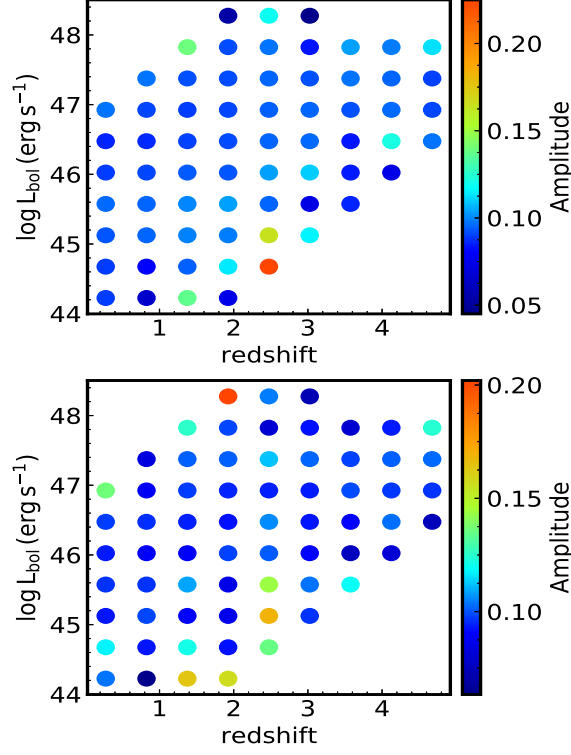 48
47
46
45
44
log L_bol (erg s⁻¹)
1 2 3 4
redshift
0.20
0.15
0.10
0.05
Amplitude
48
47
46
45
44
log L_bol (erg s⁻¹)
1 2 3 4
redshift
0.20
0.15
0.10
Amplitude